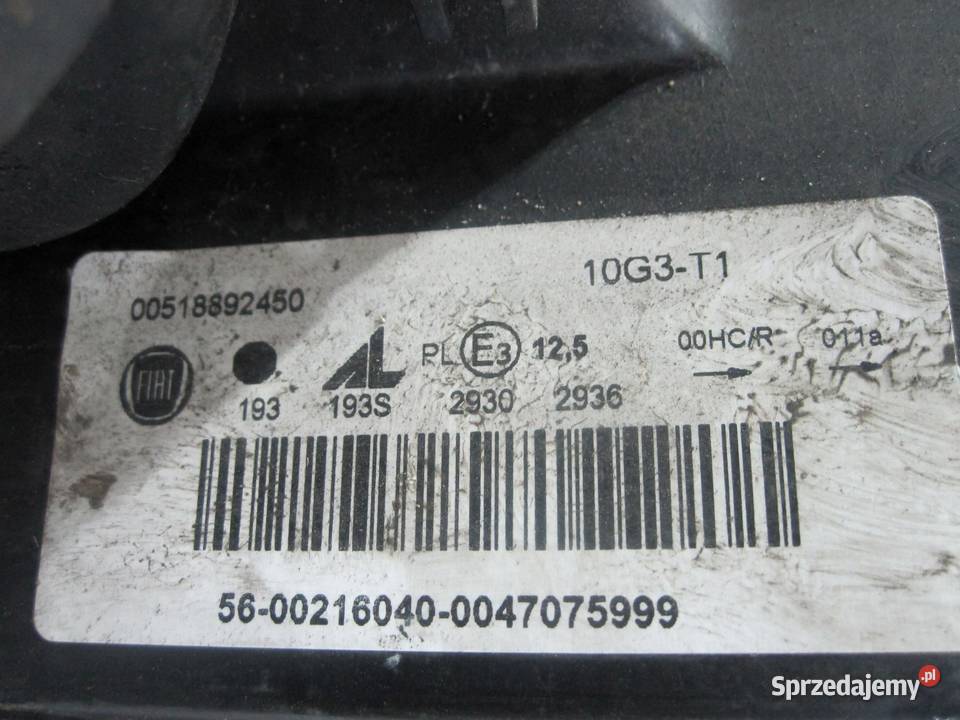 10G3-T1
00518892450
FIAT AL PL E3 12,5 00HC/R 011a
193 193S 2930 2936
56-00216040-0047075999
Sprzedajemy.pl